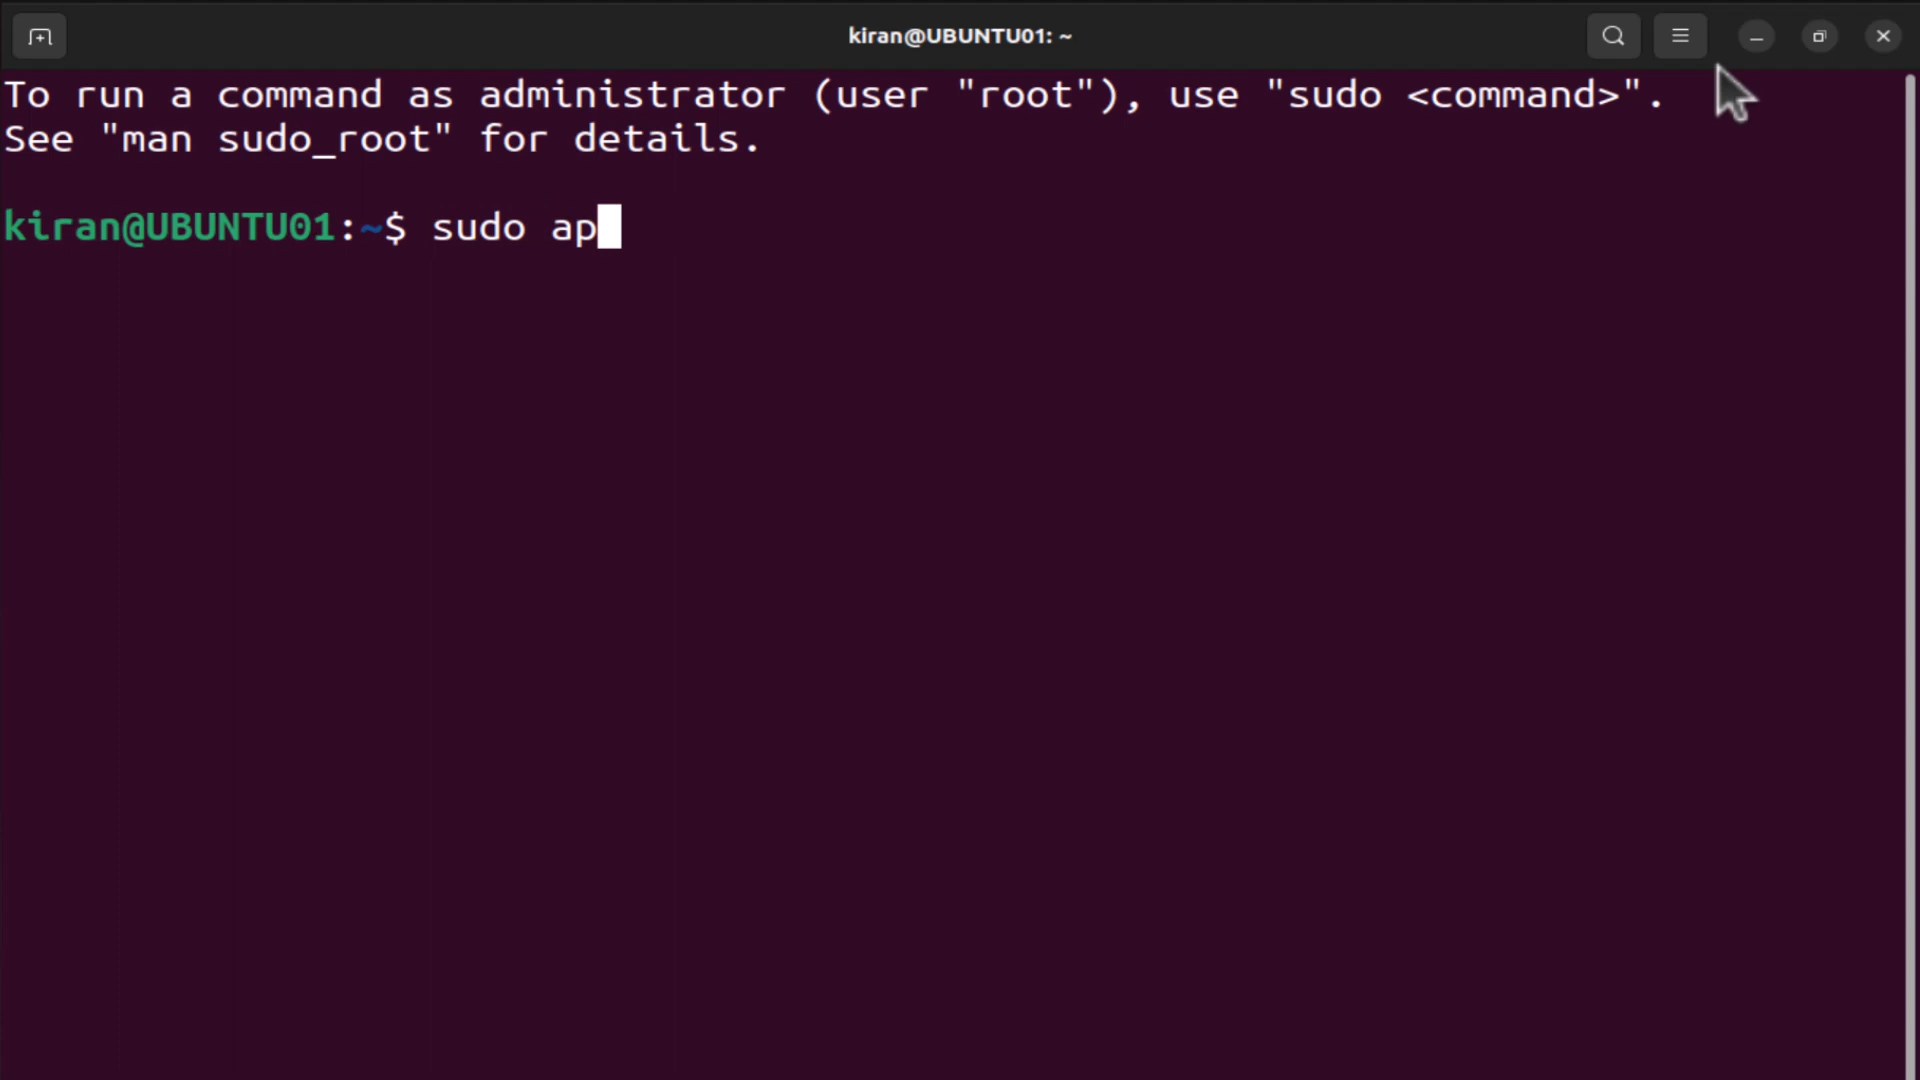 kiran@UBUNTU01: ~
To run a command as administrator (user "root"), use "sudo <command>".
See "man sudo_root" for details.
kiran@UBUNTU01:~$ sudo ap